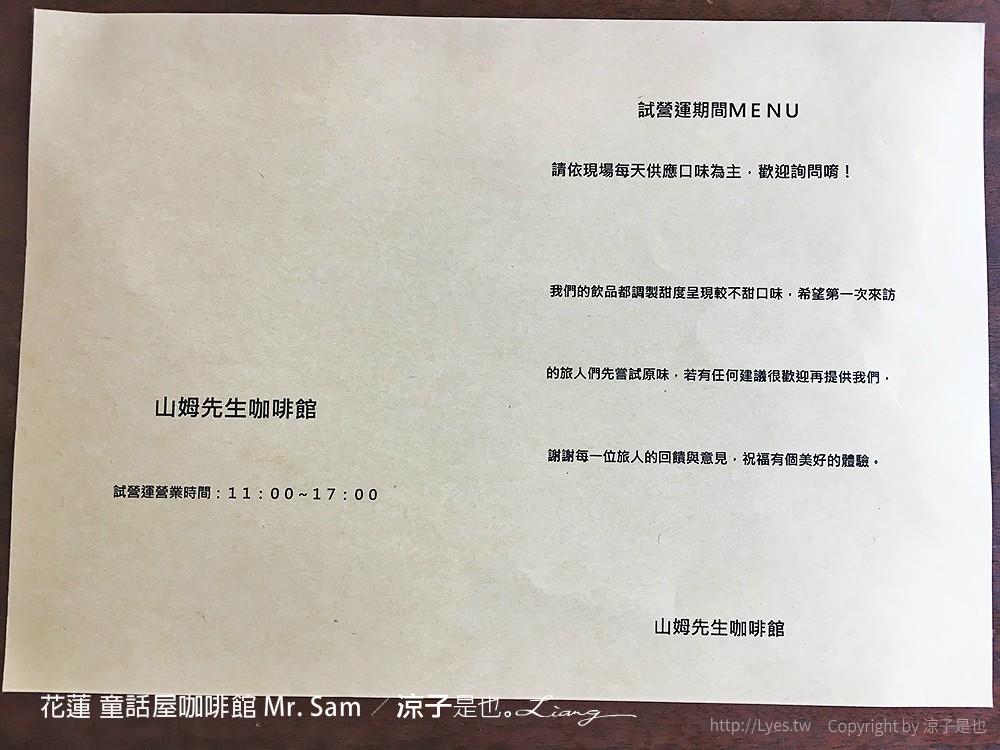 山姆先生咖啡館
試營運營業時間：11：00~17：00
試營運期間MENU
請依現場每天供應口味為主，歡迎詢問唷！
我們的飲品都調製甜度呈現較不甜口味，希望第一次來訪
的旅人們先嘗試原味，若有任何建議很歡迎再提供我們，
謝謝每一位旅人的回饋與意見，祝福有個美好的體驗。
山姆先生咖啡館
花蓮 童話屋咖啡館 Mr. Sam ／ 涼子是也。Liang
http://Lyes.tw Copyright by 涼子是也